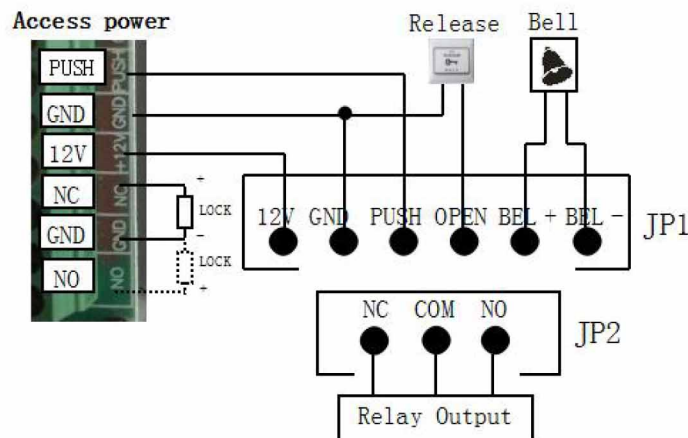 Access power
Release
Bell
PUSH PUSH
GND GND
12V +12V
NC NC
GND GND
NO NO
+
LOCK
-
LOCK
+
12V GND PUSH OPEN BEL + BEL -
JP1
NC COM NO
JP2
Relay Output